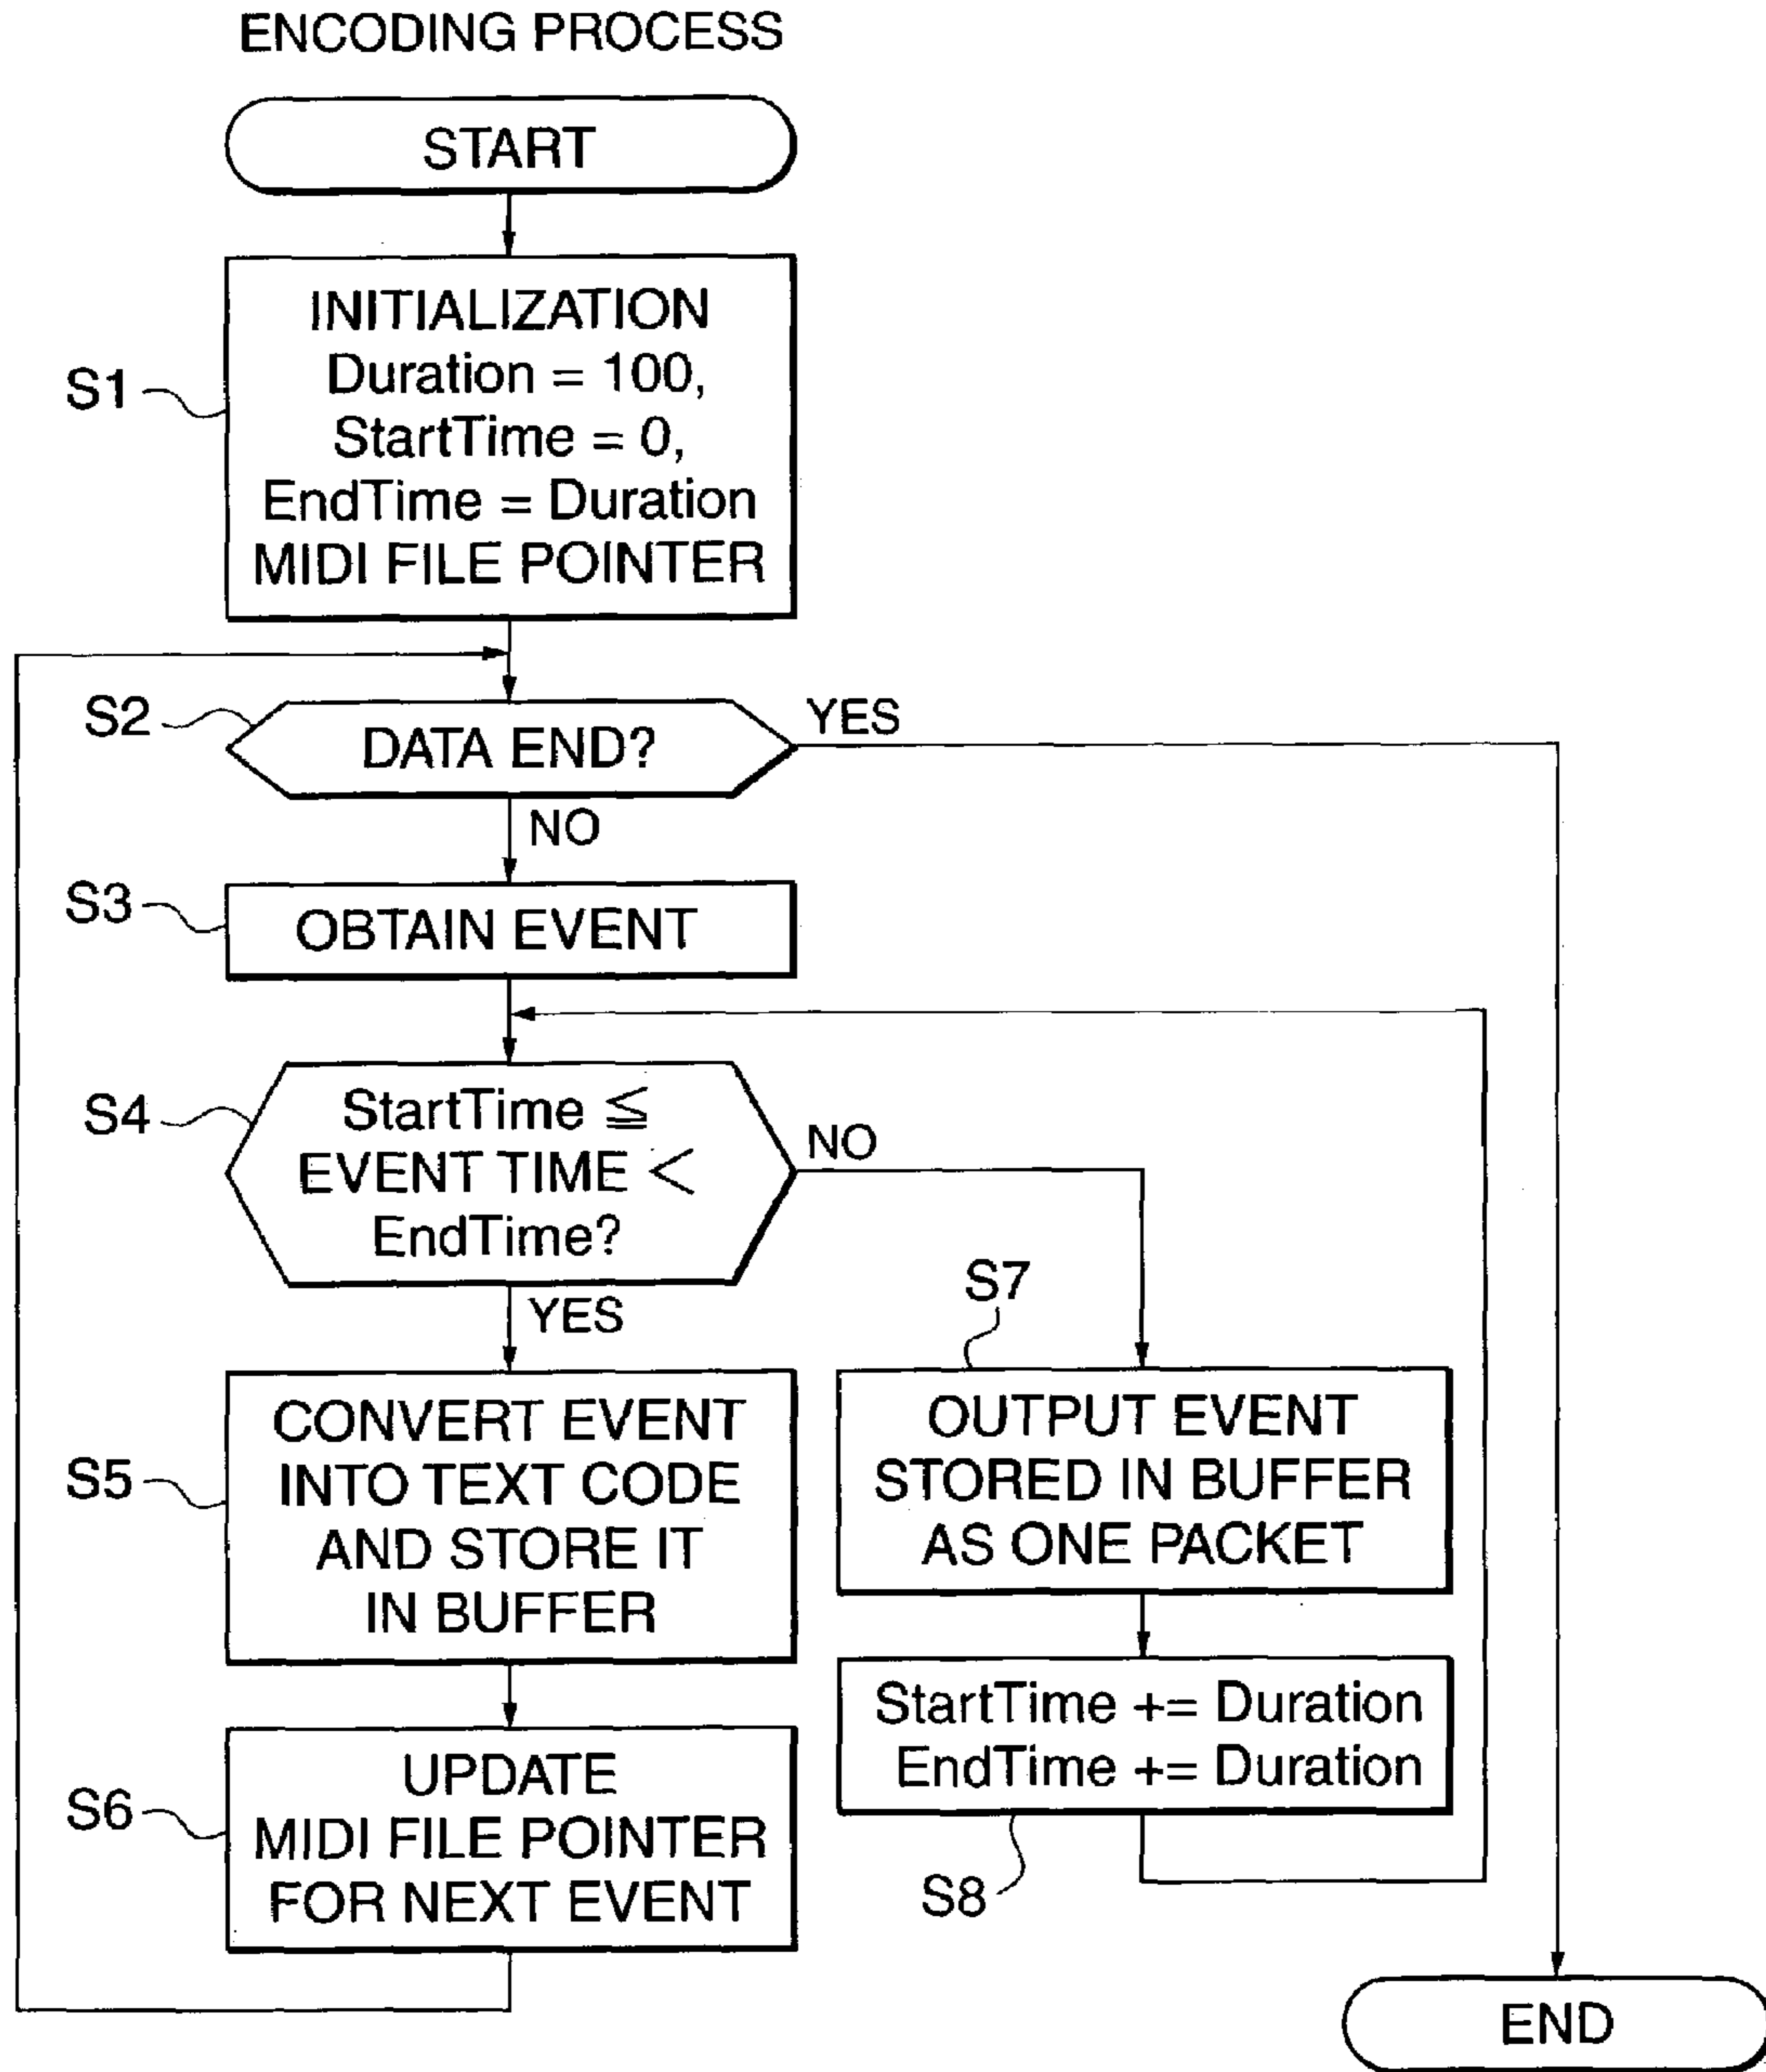 ENCODING PROCESS
START
S1
INITIALIZATION
Duration = 100,
StartTime = 0,
EndTime = Duration
MIDI FILE POINTER
S2
DATA END?
YES
NO
S3
OBTAIN EVENT
S4
StartTime ≦
EVENT TIME <
EndTime?
NO
YES
S5
CONVERT EVENT
INTO TEXT CODE
AND STORE IT
IN BUFFER
S6
UPDATE
MIDI FILE POINTER
FOR NEXT EVENT
S7
OUTPUT EVENT
STORED IN BUFFER
AS ONE PACKET
StartTime += Duration
EndTime += Duration
S8
END